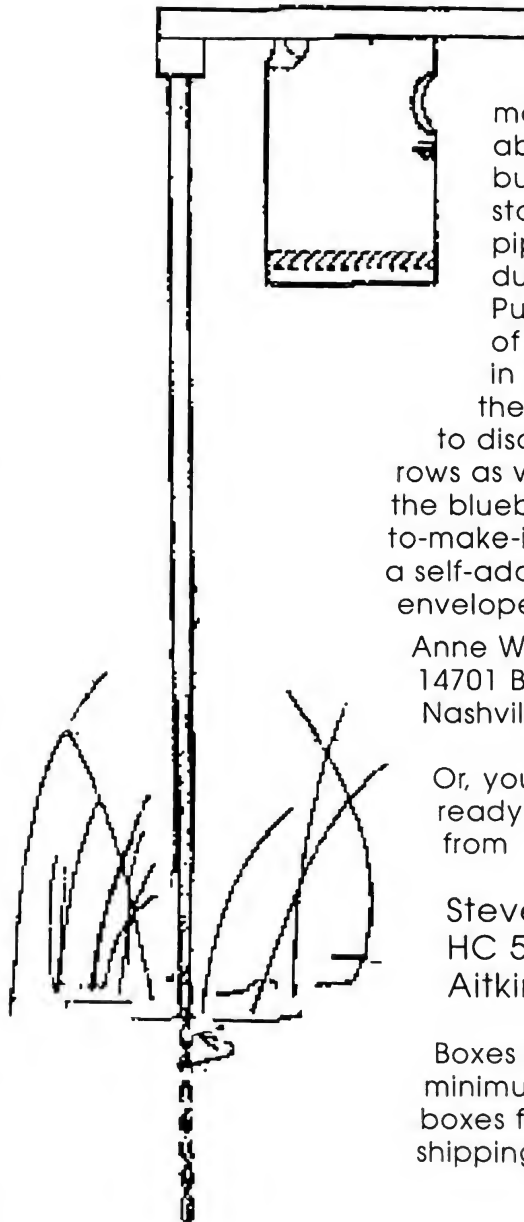 ma
ab
bu
sto
pip
du
Pu
of
in
the
to disc
rows as w
the blueb
to-make-i
a self-add
envelope
Anne W
14701 B
Nashvil
Or, you
ready
from
Steve
HC 5
Aitkin
Boxes
minimu
boxes f
shipping